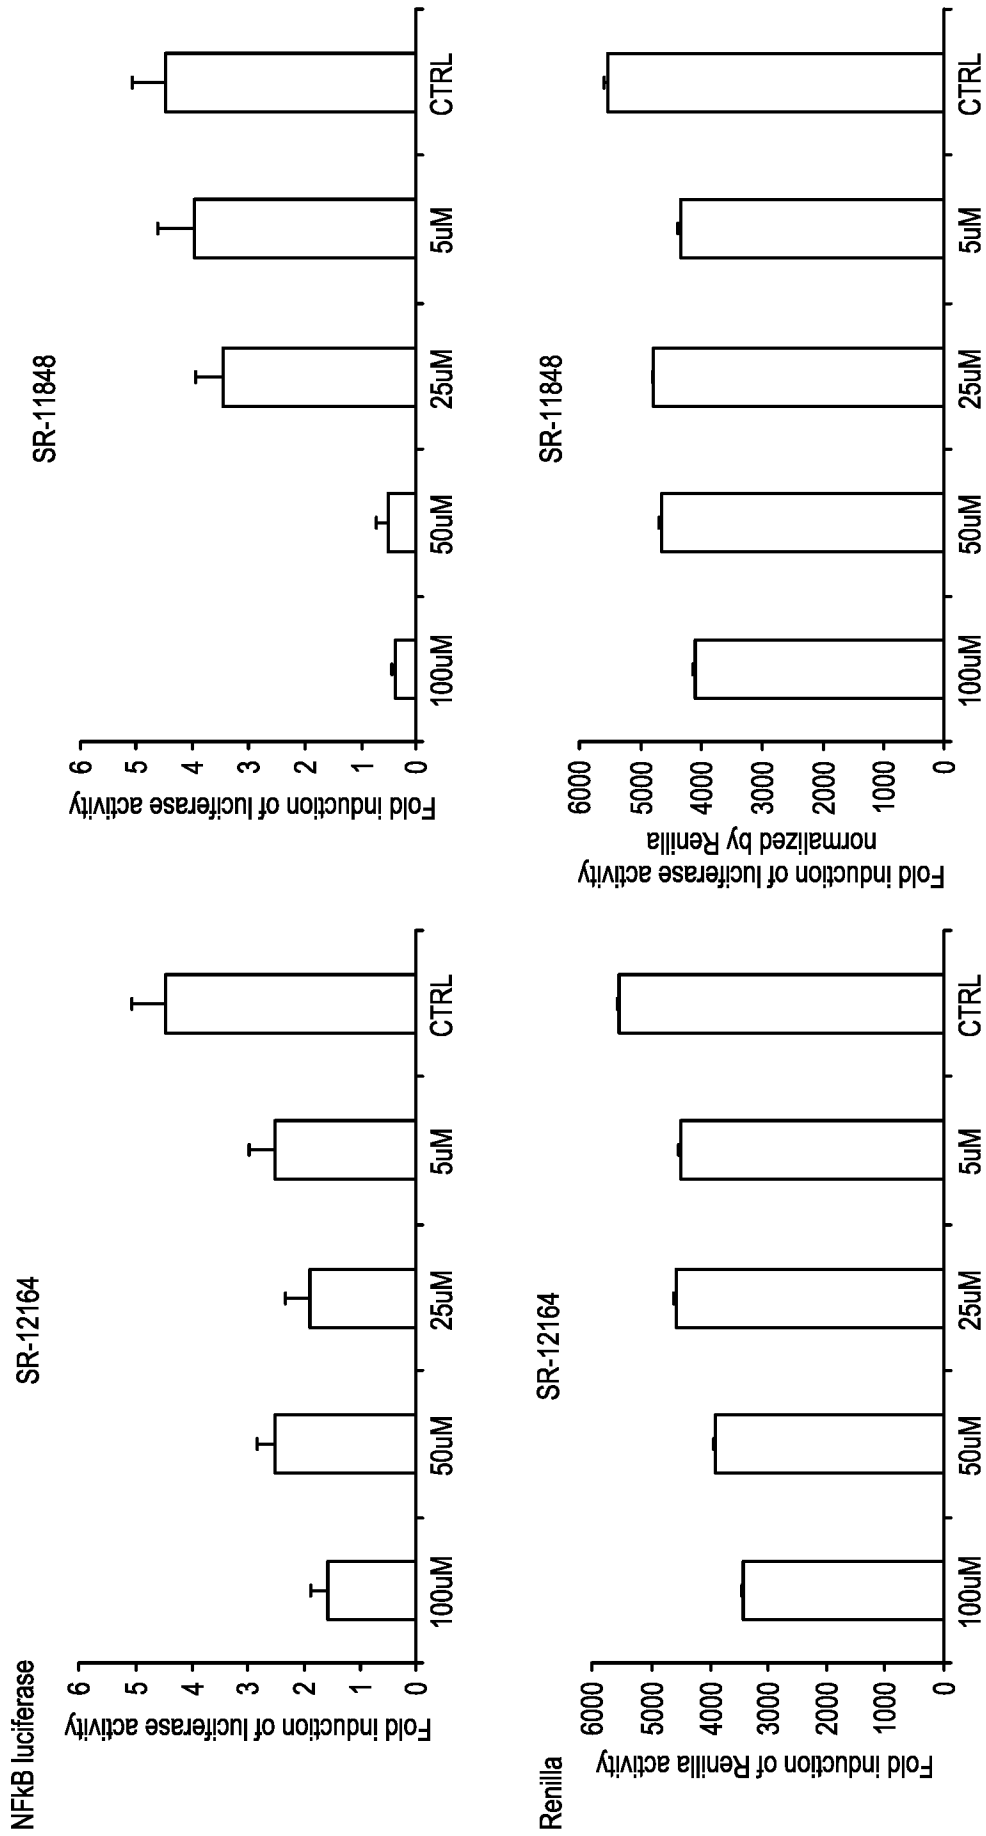 NFkB luciferase
SR-12164
Fold induction of luciferase activity
6
5
4
3
2
1
0
100uM
50uM
25uM
5uM
CTRL
SR-11848
Fold induction of luciferase activity
6
5
4
3
2
1
0
100uM
50uM
25uM
5uM
CTRL
Renilla
SR-12164
Fold induction of Renilla activity
6000
5000
4000
3000
2000
1000
0
100uM
50uM
25uM
5uM
CTRL
SR-11848
Fold induction of luciferase activity
normalized by Renilla
6000
5000
4000
3000
2000
1000
0
100uM
50uM
25uM
5uM
CTRL